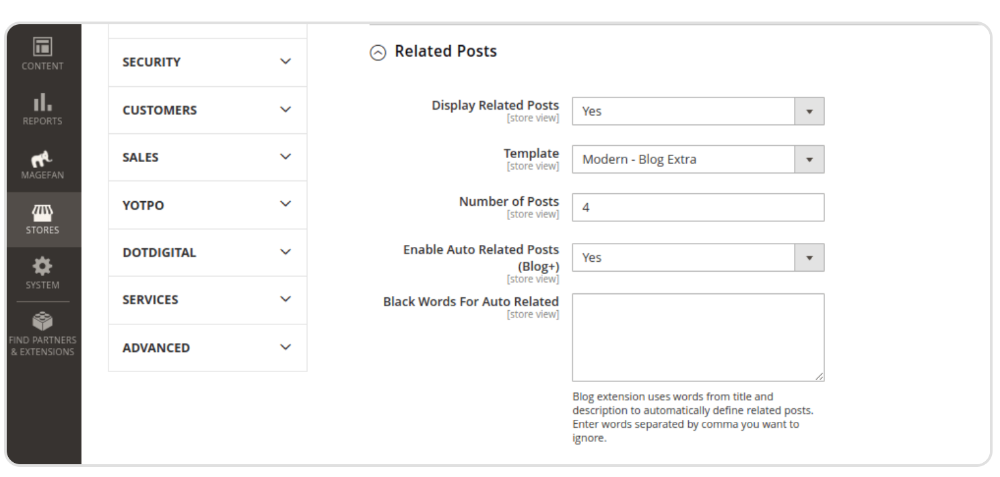 CONTENT
REPORTS
MAGEFAN
STORES
SYSTEM
FIND PARTNERS
& EXTENSIONS
SECURITY
CUSTOMERS
SALES
YOTPO
DOTDIGITAL
SERVICES
ADVANCED
Related Posts
Display Related Posts
[store view]
Yes
Template
[store view]
Modern - Blog Extra
Number of Posts
[store view]
4
Enable Auto Related Posts
(Blog+)
[store view]
Yes
Black Words For Auto Related
[store view]
Blog extension uses words from title and
description to automatically define related posts.
Enter words separated by comma you want to
ignore.